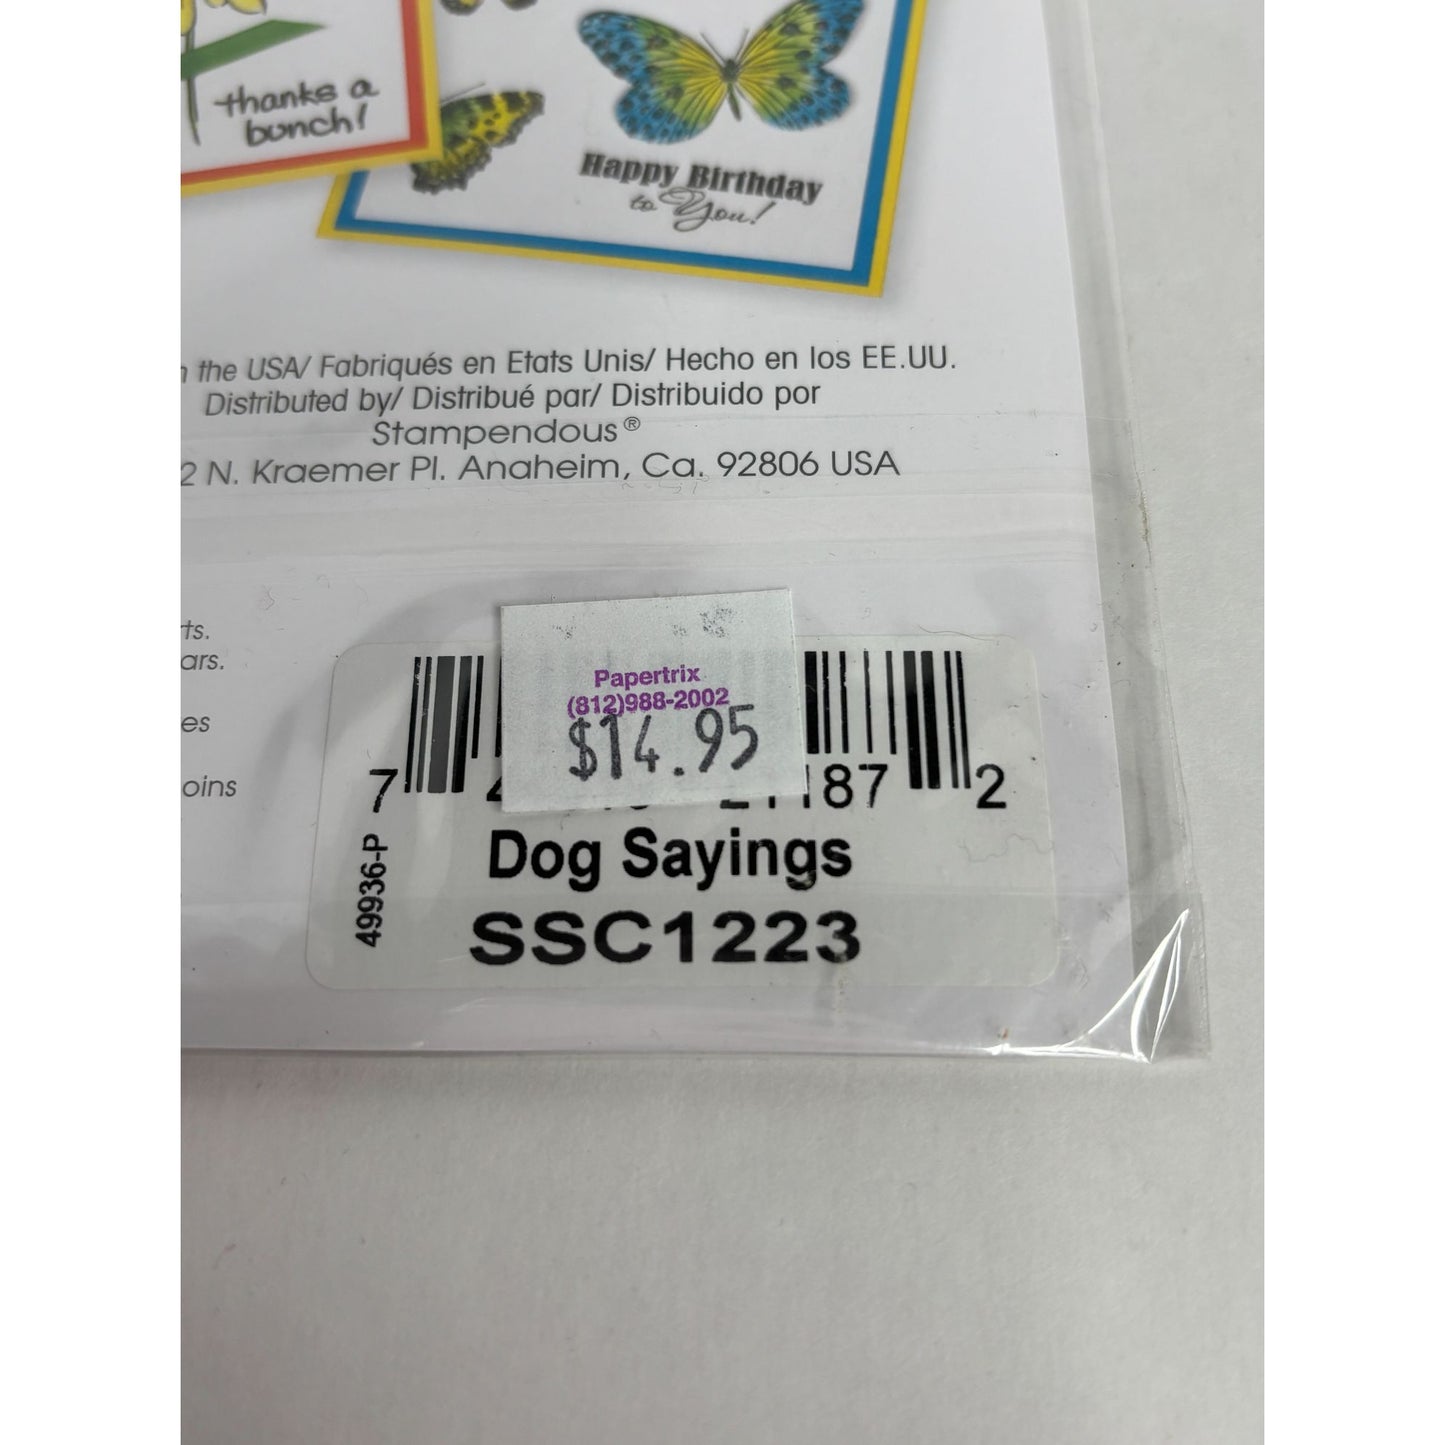 thanks a
bunch!
Happy Birthday
to You!
the USA/ Fabriqués en Etats Unis/ Hecho en los EE.UU.
Distributed by/ Distribué par/ Distribuido por
Stampendous®
2 N. Kraemer Pl. Anaheim, Ca. 92806 USA
rts.
ars.
es
oins
Papertrix
(812)988-2002
$14.95
7 187 2
49936-P
Dog Sayings
SSC1223